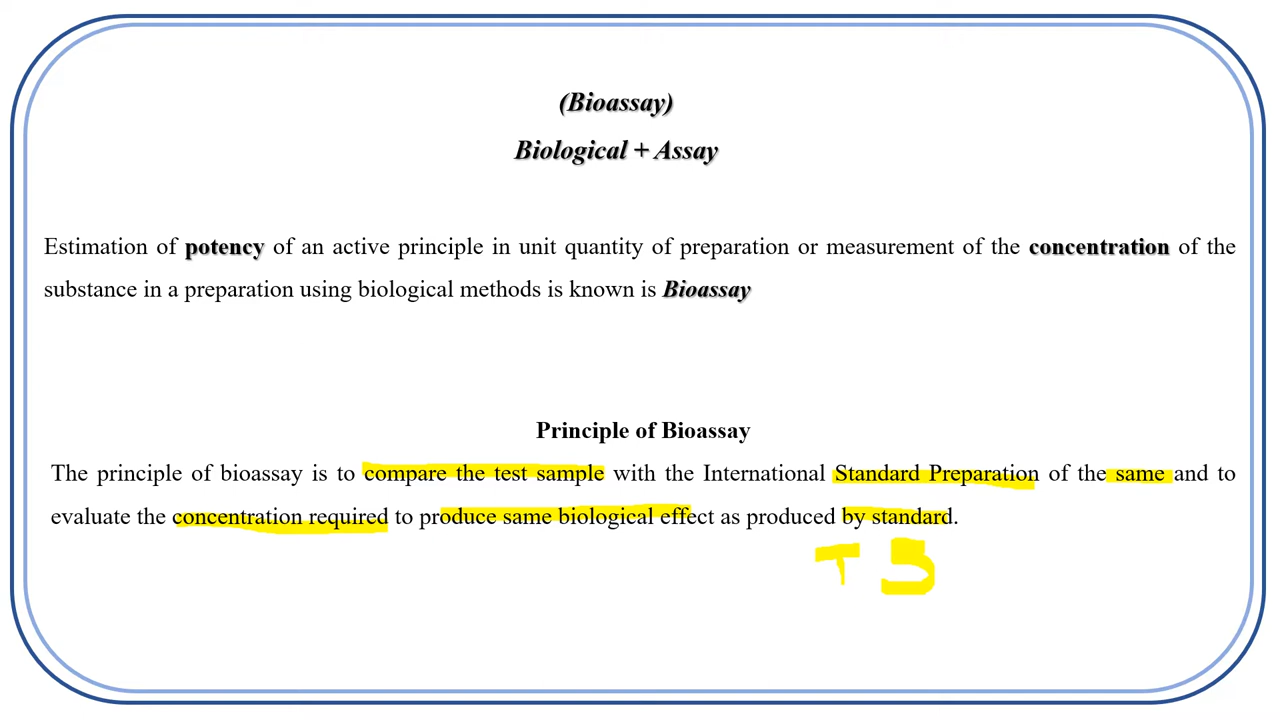 (Bioassay)
Biological + Assay
Estimation of potency of an active principle in unit quantity of preparation or measurement of the concentration of the
substance in a preparation using biological methods is known is Bioassay
Principle of Bioassay
The principle of bioassay is to compare the test sample with the International Standard Preparation of the same and to
evaluate the concentration required to produce same biological effect as produced by standard.
T S